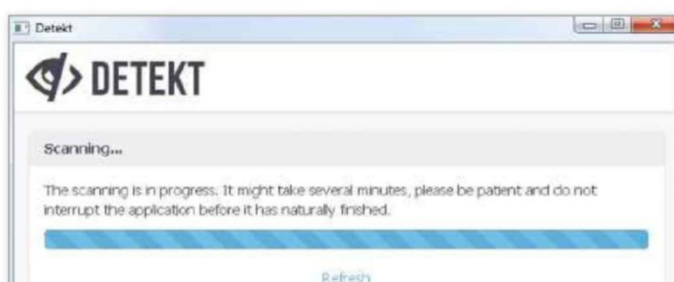 Detekt
DETEKT
Scanning...
The scanning is in progress. It might take several minutes, please be patient and do not
interrupt the application before it has naturally finished.
Refresh